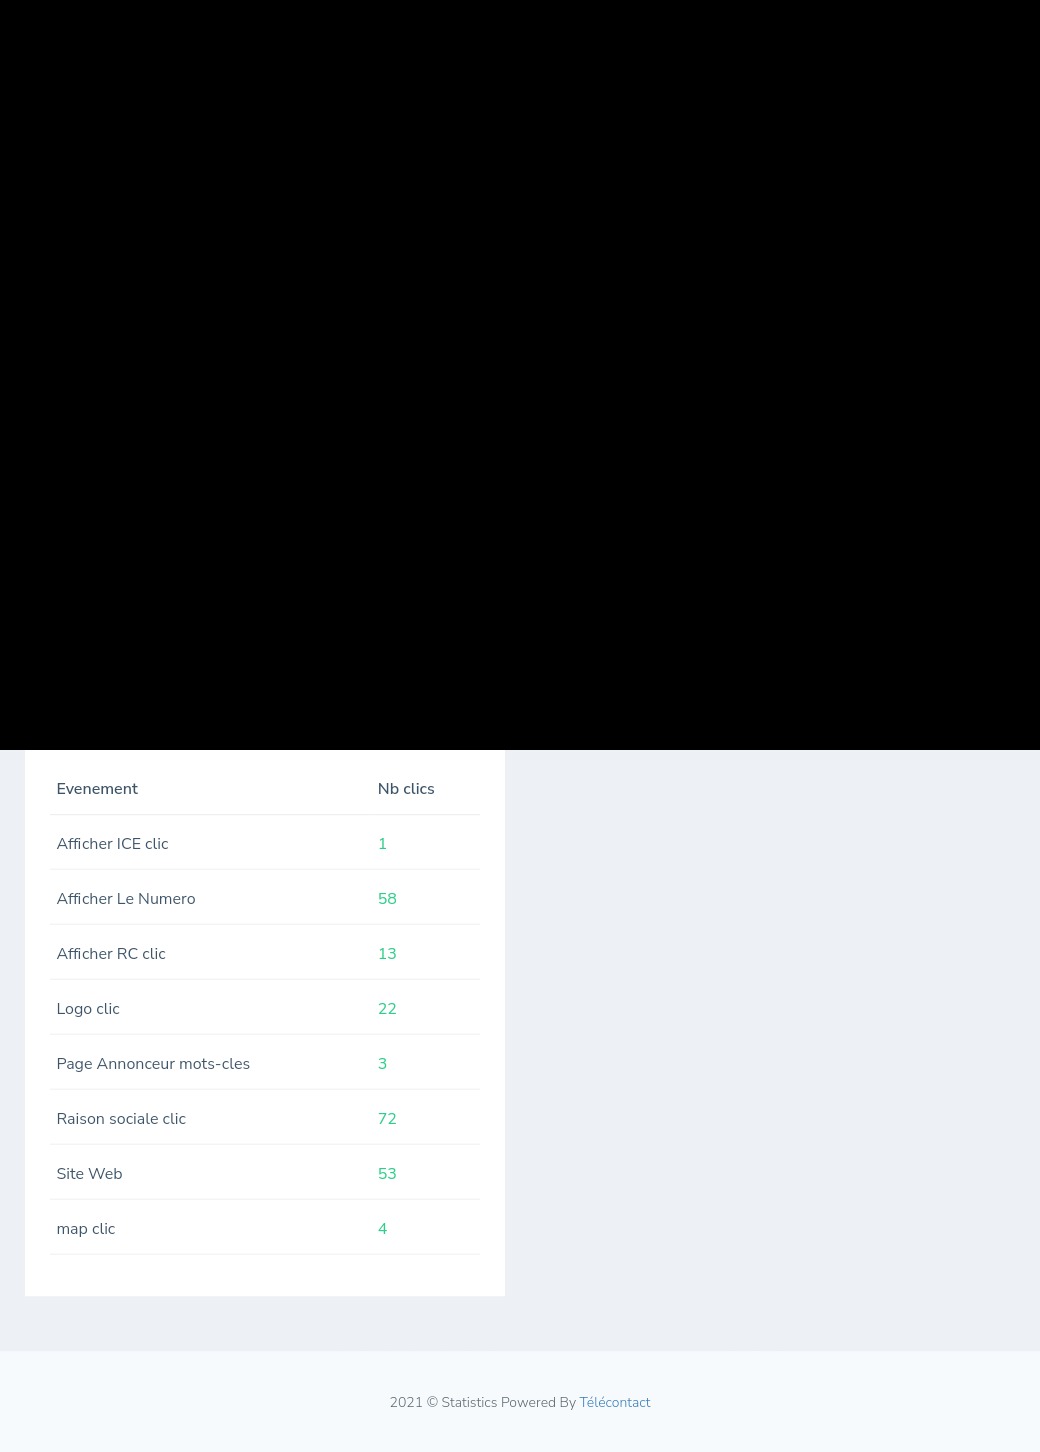 Evenement Nb clics
Afficher ICE clic 1
Afficher Le Numero 58
Afficher RC clic 13
Logo clic 22
Page Annonceur mots-cles 3
Raison sociale clic 72
Site Web 53
map clic 4
2021 © Statistics Powered By Télécontact